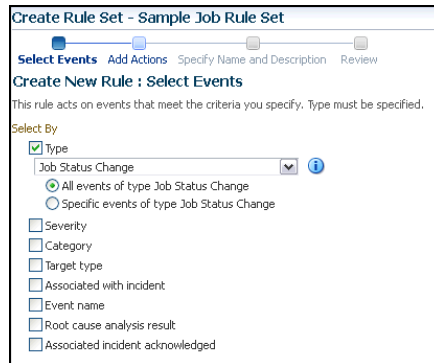 Create Rule Set - Sample Job Rule Set
Select Events Add Actions Specify Name and Description Review
Create New Rule : Select Events
This rule acts on events that meet the criteria you specify. Type must be specified.
Select By
Type
Job Status Change
All events of type Job Status Change
Specific events of type Job Status Change
Severity
Category
Target type
Associated with incident
Event name
Root cause analysis result
Associated incident acknowledged